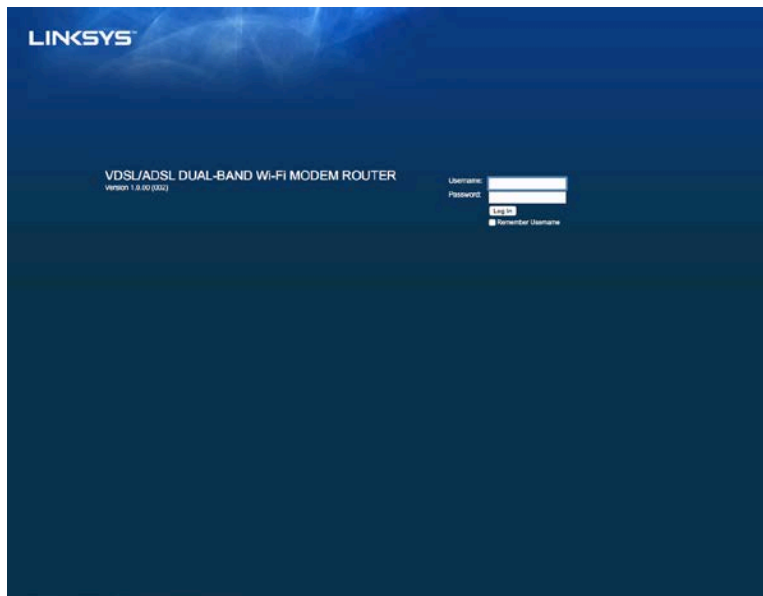 LINKSYS
VDSL/ADSL DUAL-BAND Wi-Fi MODEM ROUTER
Version 1.0.00 (002)
Username:
Password:
Log In
Remember Username